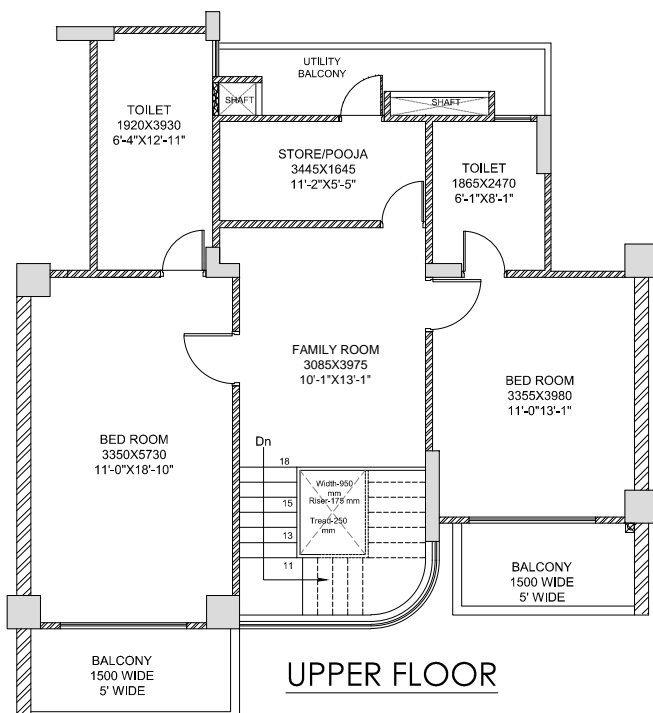 UTILITY
BALCONY
SHAFT
SHAFT
TOILET
1920X3930
6'-4"X12'-11"
STORE/POOJA
3445X1645
11'-2"X5'-5"
TOILET
1865X2470
6'-1"X8'-1"
FAMILY ROOM
3085X3975
10'-1"X13'-1"
BED ROOM
3355X3980
11'-0"13'-1"
BED ROOM
3350X5730
11'-0"X18'-10"
Dn
18
15
13
11
Width-950
mm
Riser-175 mm
Tread-250
mm
BALCONY
1500 WIDE
5' WIDE
BALCONY
1500 WIDE
5' WIDE
UPPER FLOOR